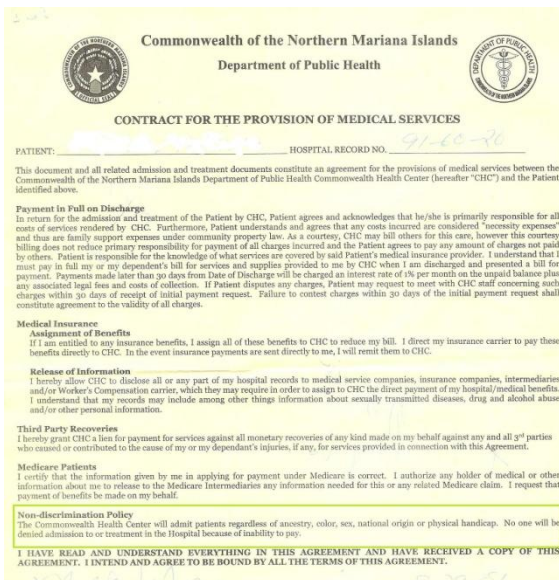 Commonwealth of the Northern Mariana Islands
Department of Public Health
CONTRACT FOR THE PROVISION OF MEDICAL SERVICES
PATIENT: HOSPITAL RECORD NO. 91-60-20
This document and all related admission and treatment documents constitute an agreement for the provisions of medical services between the
Commonwealth of the Northern Mariana Islands Department of Public Health Commonwealth Health Center (hereafter "CHC") and the Patient
identified above.
Payment in Full on Discharge
In return for the admission and treatment of the Patient by CHC, Patient agrees and acknowledges that he/she is primarily responsible for all
costs of services rendered by CHC. Furthermore, Patient understands and agrees that any costs incurred are considered "necessity expenses"
and thus are family support expenses under community property law. As a courtesy, CHC may bill others for this care, however this courtesy
billing does not reduce primary responsibility for payment of all charges incurred and the Patient agrees to pay any amount of charges not paid
by others. Patient is responsible for the knowledge of what services are covered by said Patient's medical insurance provider. I understand that I
must pay in full my or my dependent's bill for services and supplies provided to me by CHC when I am discharged and presented a bill for
payment. Payments made later than 30 days from Date of Discharge will be charged an interest rate of 1% per month on the unpaid balance plus
any associated legal fees and costs of collection. If Patient disputes any charges, Patient may request to meet with CHC staff concerning such
charges within 30 days of receipt of initial payment request. Failure to contest charges within 30 days of the initial payment request shall
constitute agreement to the validity of all charges.
Medical Insurance
Assignment of Benefits
If I am entitled to any insurance benefits, I assign all of these benefits to CHC to reduce my bill. I direct my insurance carrier to pay these
benefits directly to CHC. In the event insurance payments are sent directly to me, I will remit them to CHC.
Release of Information
I hereby allow CHC to disclose all or any part of my hospital records to medical service companies, insurance companies, intermediaries
and/or Worker's Compensation carrier, which they may require in order to assign to CHC the direct payment of my hospital/medical benefits.
I understand that my records may include among other things information about sexually transmitted diseases, drug and alcohol abuse
and/or other personal information.
Third Party Recoveries
I hereby grant CHC a lien for payment for services against all monetary recoveries of any kind made on my behalf against any and all 3rd parties
who caused or contributed to the cause of my or my dependant's injuries, if any, for services provided in connection with this Agreement.
Medicare Patients
I certify that the information given by me in applying for payment under Medicare is correct. I authorize any holder of medical or other
information about me to release to the Medicare Intermediaries any information needed for this or any related Medicare claim. I request that
payment of benefits be made on my behalf.
Non-discrimination Policy
The Commonwealth Health Center will admit patients regardless of ancestry, color, sex, national origin or physical handicap. No one will be
denied admission to or treatment in the Hospital because of inability to pay.
I HAVE READ AND UNDERSTAND EVERYTHING IN THIS AGREEMENT AND HAVE RECEIVED A COPY OF THIS
AGREEMENT. I INTEND AND AGREE TO BE BOUND BY ALL THE TERMS OF THIS AGREEMENT.